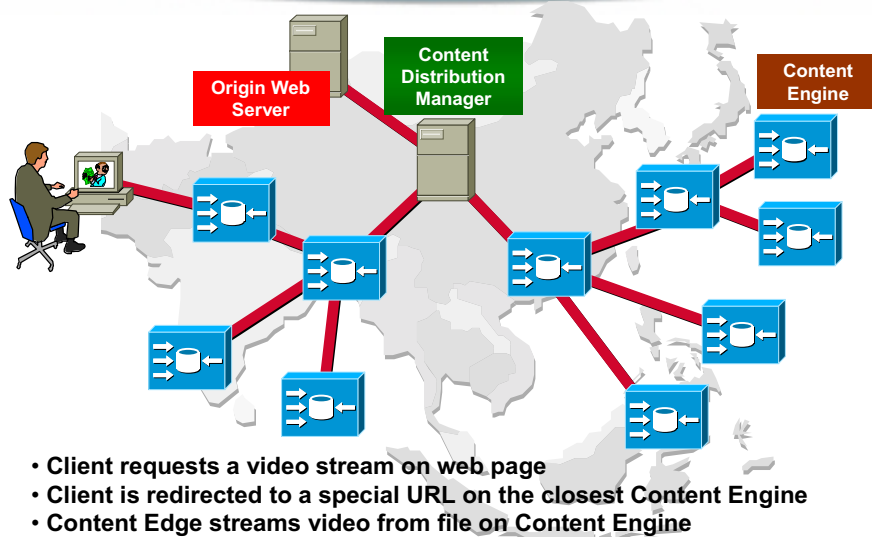 Origin Web
Server
Content
Distribution
Manager
Content
Engine
• Client requests a video stream on web page
• Client is redirected to a special URL on the closest Content Engine
• Content Edge streams video from file on Content Engine